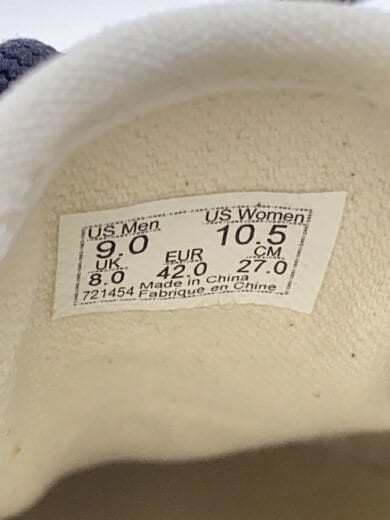 US Men US Women
9.0 10.5
UK EUR CM
8.0 42.0 27.0
721454 Made in China
Fabrique en Chine